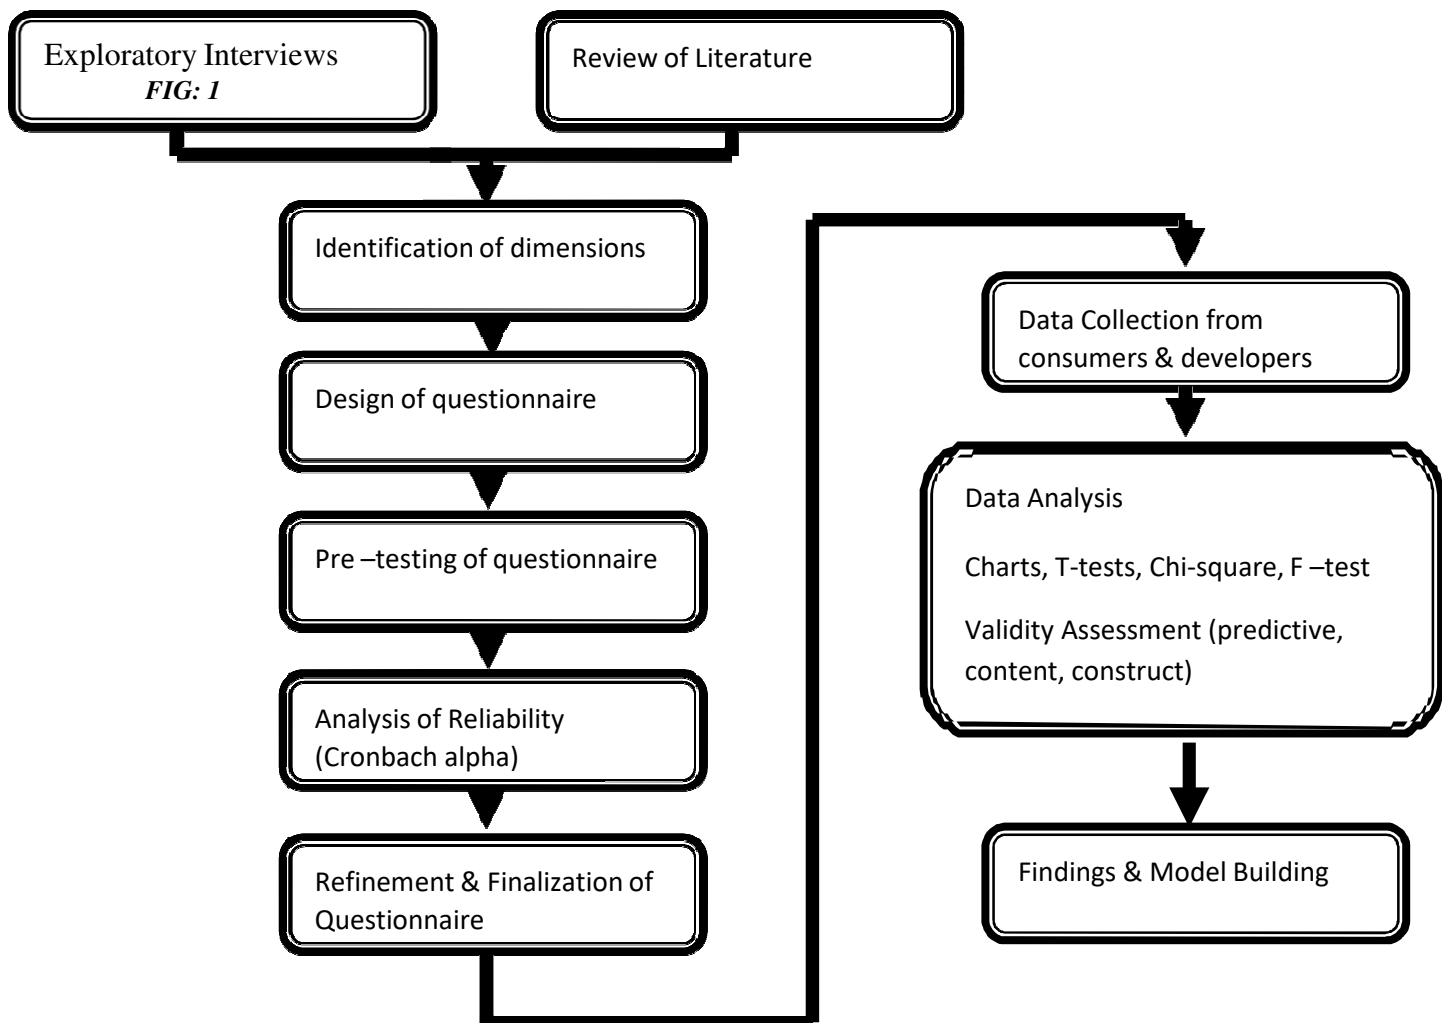 Exploratory Interviews
FIG: 1
Review of Literature
Identification of dimensions
Design of questionnaire
Pre –testing of questionnaire
Analysis of Reliability
(Cronbach alpha)
Refinement & Finalization of
Questionnaire
Data Collection from
consumers & developers
Data Analysis
Charts, T-tests, Chi-square, F –test
Validity Assessment (predictive,
content, construct)
Findings & Model Building